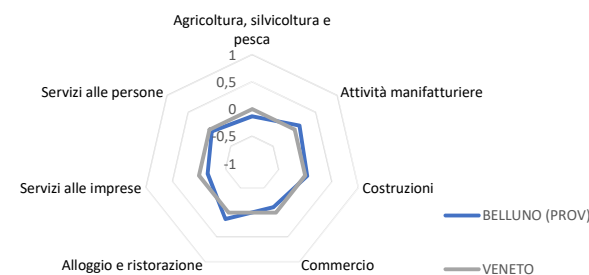 Agricoltura, silvicoltura e
pesca
1
0,5
0
-0,5
-1
Attività manifatturiere
Costruzioni
Commercio
Alloggio e ristorazione
Servizi alle imprese
Servizi alle persone
BELLUNO (PROV)
VENETO